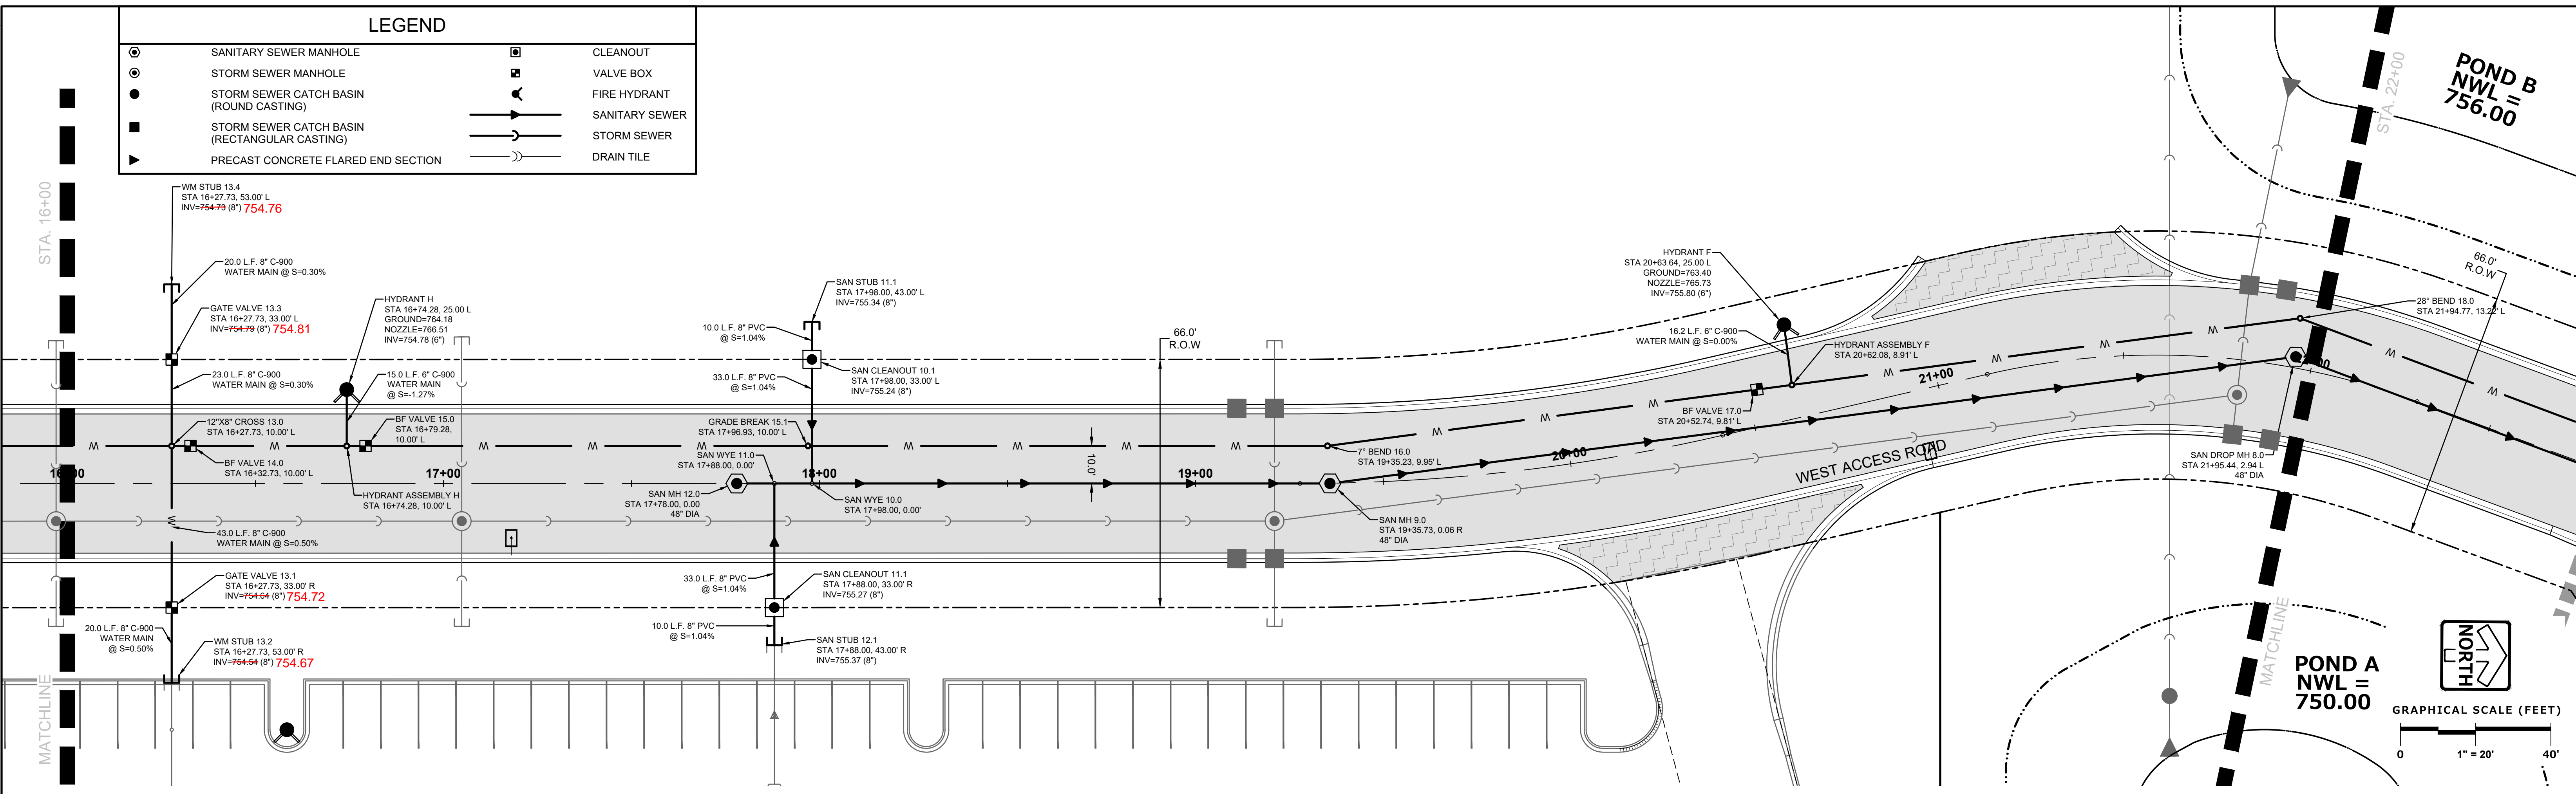 LEGEND
SANITARY SEWER MANHOLE
STORM SEWER MANHOLE
STORM SEWER CATCH BASIN
(ROUND CASTING)
STORM SEWER CATCH BASIN
(RECTANGULAR CASTING)
PRECAST CONCRETE FLARED END SECTION
CLEANOUT
VALVE BOX
FIRE HYDRANT
SANITARY SEWER
STORM SEWER
DRAIN TILE
STA. 16+00
MATCHLINE
WM STUB 13.4
STA 16+27.73, 53.00' L
INV=754.73 (8") 754.76
20.0 L.F. 8" C-900
WATER MAIN @ S=0.30%
GATE VALVE 13.3
STA 16+27.73, 33.00' L
INV=754.79 (8") 754.81
23.0 L.F. 8" C-900
WATER MAIN @ S=0.30%
12"X8" CROSS 13.0
STA 16+27.73, 10.00' L
BF VALVE 14.0
STA 16+32.73, 10.00' L
43.0 L.F. 8" C-900
WATER MAIN @ S=0.50%
GATE VALVE 13.1
STA 16+27.73, 33.00' R
INV=754.64 (8") 754.72
20.0 L.F. 8" C-900
WATER MAIN
@ S=0.50%
WM STUB 13.2
STA 16+27.73, 53.00' R
INV=754.54 (8") 754.67
HYDRANT H
STA 16+74.28, 25.00 L
GROUND=764.18
NOZZLE=766.51
INV=754.78 (6")
15.0 L.F. 6" C-900
WATER MAIN
@ S=-1.27%
BF VALVE 15.0
STA 16+79.28,
10.00' L
HYDRANT ASSEMBLY H
STA 16+74.28, 10.00' L
16+00
17+00
18+00
19+00
20+00
21+00
SAN STUB 11.1
STA 17+98.00, 43.00' L
INV=755.34 (8")
10.0 L.F. 8" PVC
@ S=1.04%
33.0 L.F. 8" PVC
@ S=1.04%
SAN CLEANOUT 10.1
STA 17+98.00, 33.00' L
INV=755.24 (8")
GRADE BREAK 15.1
STA 17+96.93, 10.00' L
SAN WYE 11.0
STA 17+88.00, 0.00'
SAN MH 12.0
STA 17+78.00, 0.00
48" DIA
SAN WYE 10.0
STA 17+98.00, 0.00'
33.0 L.F. 8" PVC
@ S=1.04%
SAN CLEANOUT 11.1
STA 17+88.00, 33.00' R
INV=755.27 (8")
10.0 L.F. 8" PVC
@ S=1.04%
SAN STUB 12.1
STA 17+88.00, 43.00' R
INV=755.37 (8")
10.0'
66.0'
R.O.W
7° BEND 16.0
STA 19+35.23, 9.95' L
SAN MH 9.0
STA 19+35.73, 0.06 R
48" DIA
HYDRANT F
STA 20+63.64, 25.00 L
GROUND=763.40
NOZZLE=765.73
INV=755.80 (6")
16.2 L.F. 6" C-900
WATER MAIN @ S=0.00%
HYDRANT ASSEMBLY F
STA 20+62.08, 8.91' L
BF VALVE 17.0
STA 20+52.74, 9.81' L
WEST ACCESS ROAD
SAN DROP MH 8.0
STA 21+95.44, 2.94 L
48" DIA
28° BEND 18.0
STA 21+94.77, 13.22' L
66.0'
R.O.W
STA. 22+00
MATCHLINE
POND B
NWL =
756.00
POND A
NWL =
750.00
NORTH
GRAPHICAL SCALE (FEET)
0 1" = 20' 40'